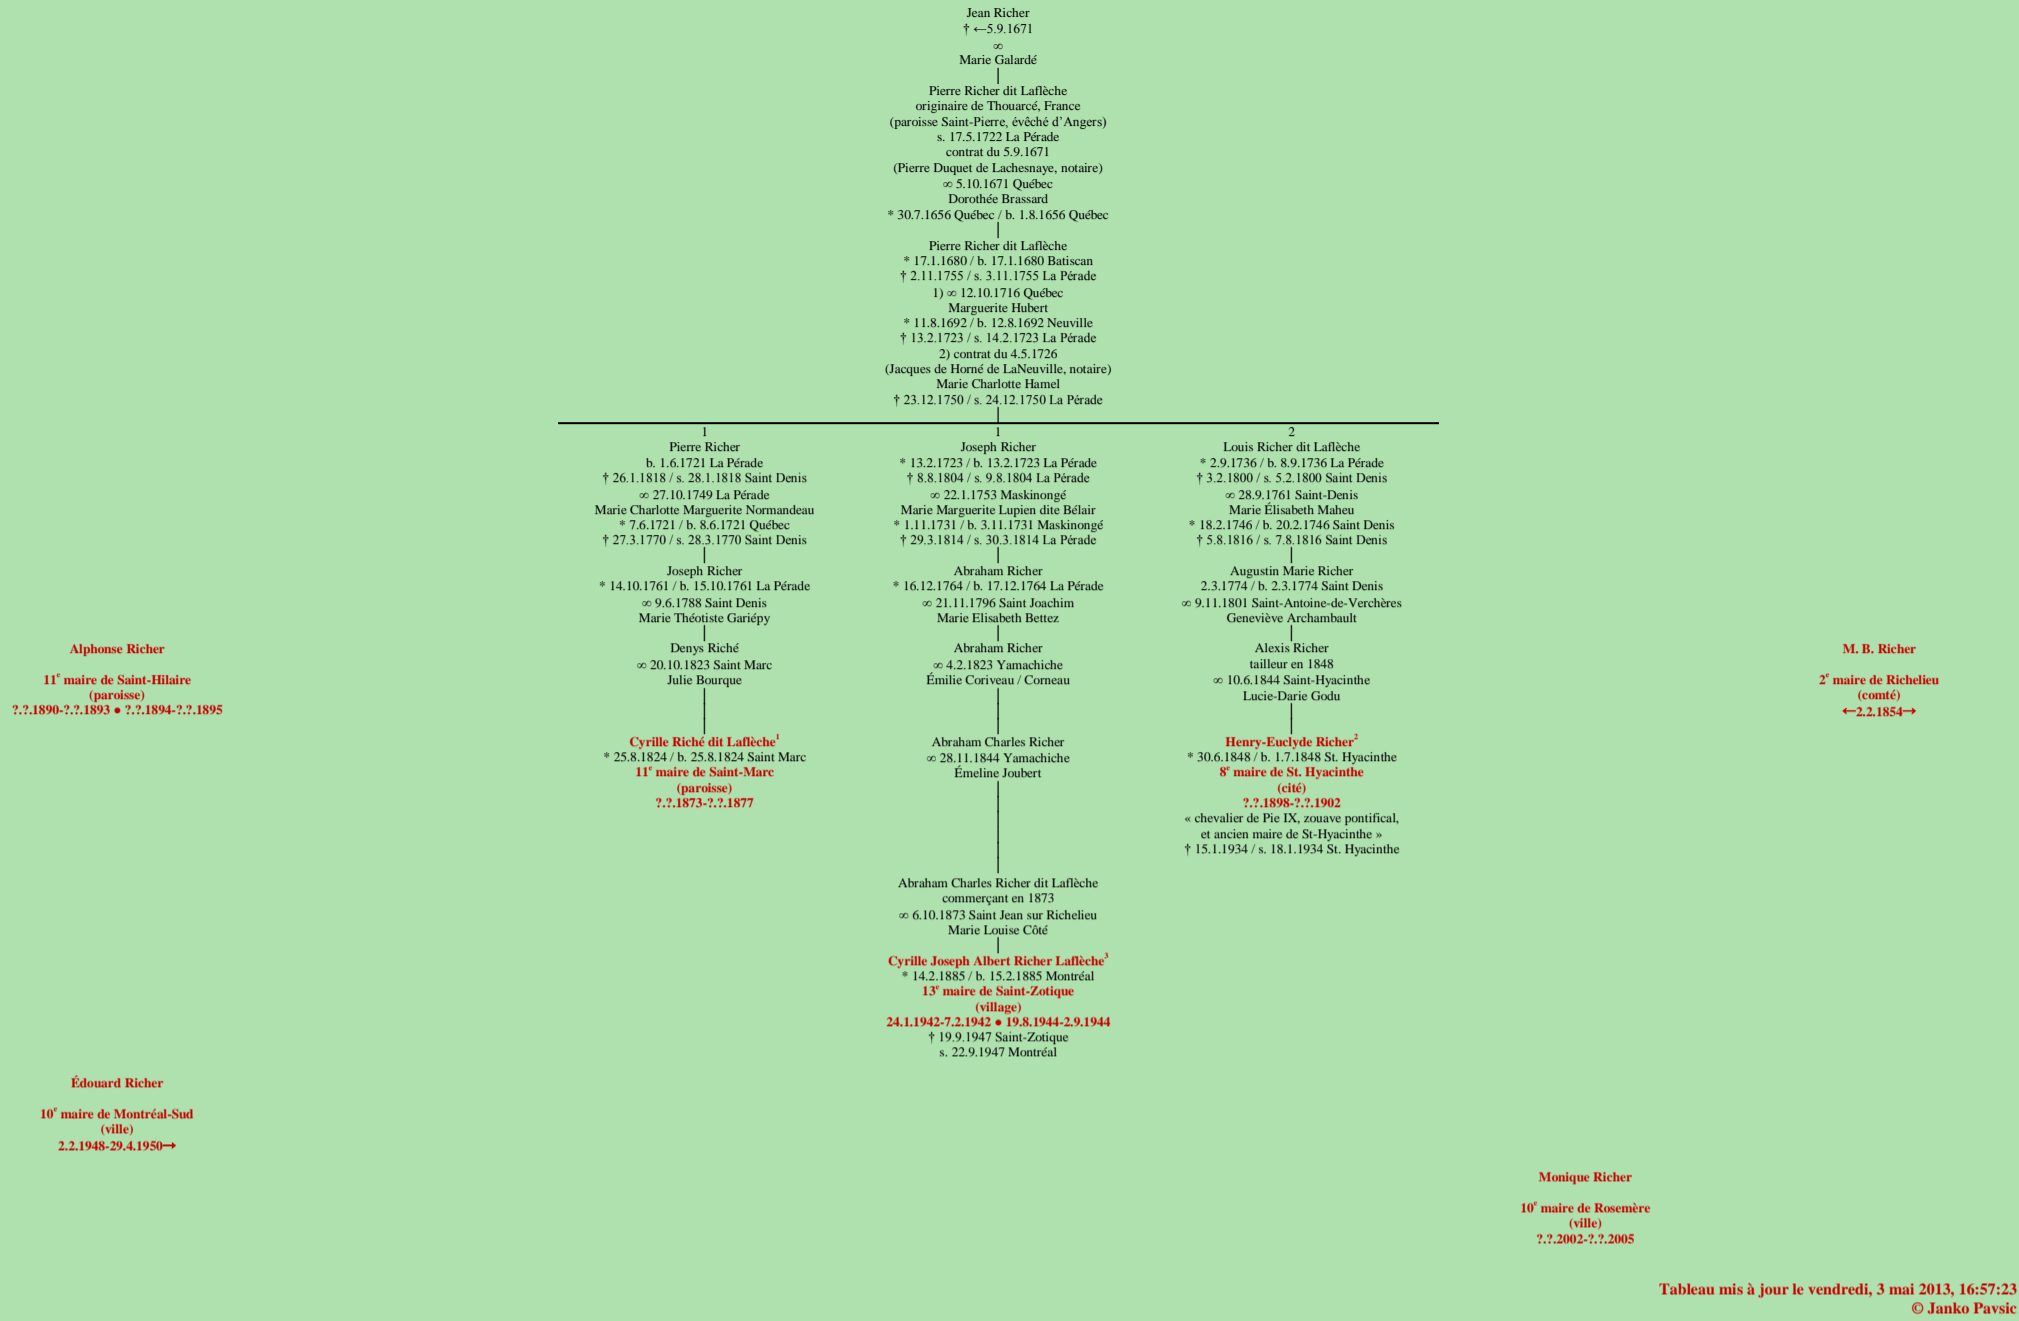 Jean Richer
† ←5.9.1671
∞
Marie Galardé
Pierre Richer dit Laflèche
originaire de Thouarcé, France
(paroisse Saint-Pierre, évêché d’Angers)
s. 17.5.1722 La Pérade
contrat du 5.9.1671
(Pierre Duquet de Lachesnaye, notaire)
∞ 5.10.1671 Québec
Dorothée Brassard
* 30.7.1656 Québec / b. 1.8.1656 Québec
Pierre Richer dit Laflèche
* 17.1.1680 / b. 17.1.1680 Batiscan
† 2.11.1755 / s. 3.11.1755 La Pérade
1) ∞ 12.10.1716 Québec
Marguerite Hubert
* 11.8.1692 / b. 12.8.1692 Neuville
† 13.2.1723 / s. 14.2.1723 La Pérade
2) contrat du 4.5.1726
(Jacques de Horné de LaNeuville, notaire)
Marie Charlotte Hamel
† 23.12.1750 / s. 24.12.1750 La Pérade
1
Pierre Richer
b. 1.6.1721 La Pérade
† 26.1.1818 / s. 28.1.1818 Saint Denis
∞ 27.10.1749 La Pérade
Marie Charlotte Marguerite Normandeau
* 7.6.1721 / b. 8.6.1721 Québec
† 27.3.1770 / s. 28.3.1770 Saint Denis
Joseph Richer
* 14.10.1761 / b. 15.10.1761 La Pérade
∞ 9.6.1788 Saint Denis
Marie Théotiste Gariépy
Denys Riché
∞ 20.10.1823 Saint Marc
Julie Bourque
Cyrille Riché dit Laflèche¹
* 25.8.1824 / b. 25.8.1824 Saint Marc
11ᵉ maire de Saint-Marc
(paroisse)
?.?.1873-?.?.1877
1
Joseph Richer
* 13.2.1723 / b. 13.2.1723 La Pérade
† 8.8.1804 / s. 9.8.1804 La Pérade
∞ 22.1.1753 Maskinongé
Marie Marguerite Lupien dite Bélair
* 1.11.1731 / b. 3.11.1731 Maskinongé
† 29.3.1814 / s. 30.3.1814 La Pérade
Abraham Richer
* 16.12.1764 / b. 17.12.1764 La Pérade
∞ 21.11.1796 Saint Joachim
Marie Elisabeth Bettez
Abraham Richer
∞ 4.2.1823 Yamachiche
Émilie Coriveau / Corneau
Abraham Charles Richer
∞ 28.11.1844 Yamachiche
Émeline Joubert
Abraham Charles Richer dit Laflèche
commerçant en 1873
∞ 6.10.1873 Saint Jean sur Richelieu
Marie Louise Côté
Cyrille Joseph Albert Richer Laflèche³
* 14.2.1885 / b. 15.2.1885 Montréal
13ᵉ maire de Saint-Zotique
(village)
24.1.1942-7.2.1942 ● 19.8.1944-2.9.1944
† 19.9.1947 Saint-Zotique
s. 22.9.1947 Montréal
2
Louis Richer dit Laflèche
* 2.9.1736 / b. 8.9.1736 La Pérade
† 3.2.1800 / s. 5.2.1800 Saint Denis
∞ 28.9.1761 Saint-Denis
Marie Élisabeth Maheu
* 18.2.1746 / b. 20.2.1746 Saint Denis
† 5.8.1816 / s. 7.8.1816 Saint Denis
Augustin Marie Richer
2.3.1774 / b. 2.3.1774 Saint Denis
∞ 9.11.1801 Saint-Antoine-de-Verchères
Geneviève Archambault
Alexis Richer
tailleur en 1848
∞ 10.6.1844 Saint-Hyacinthe
Lucie-Darie Godu
Henry-Euclyde Richer²
* 30.6.1848 / b. 1.7.1848 St. Hyacinthe
8ᵉ maire de St. Hyacinthe
(cité)
?.?.1898-?.?.1902
« chevalier de Pie IX, zouave pontifical,
et ancien maire de St-Hyacinthe »
† 15.1.1934 / s. 18.1.1934 St. Hyacinthe
Alphonse Richer
11ᵉ maire de Saint-Hilaire
(paroisse)
?.?.1890-?.?.1893 ● ?.?.1894-?.?.1895
M. B. Richer
2ᵉ maire de Richelieu
(comté)
←2.2.1854→
Édouard Richer
10ᵉ maire de Montréal-Sud
(ville)
2.2.1948-29.4.1950→
Monique Richer
10ᵉ maire de Rosemère
(ville)
?.?.2002-?.?.2005
Tableau mis à jour le vendredi, 3 mai 2013, 16:57:23
© Janko Pavsic